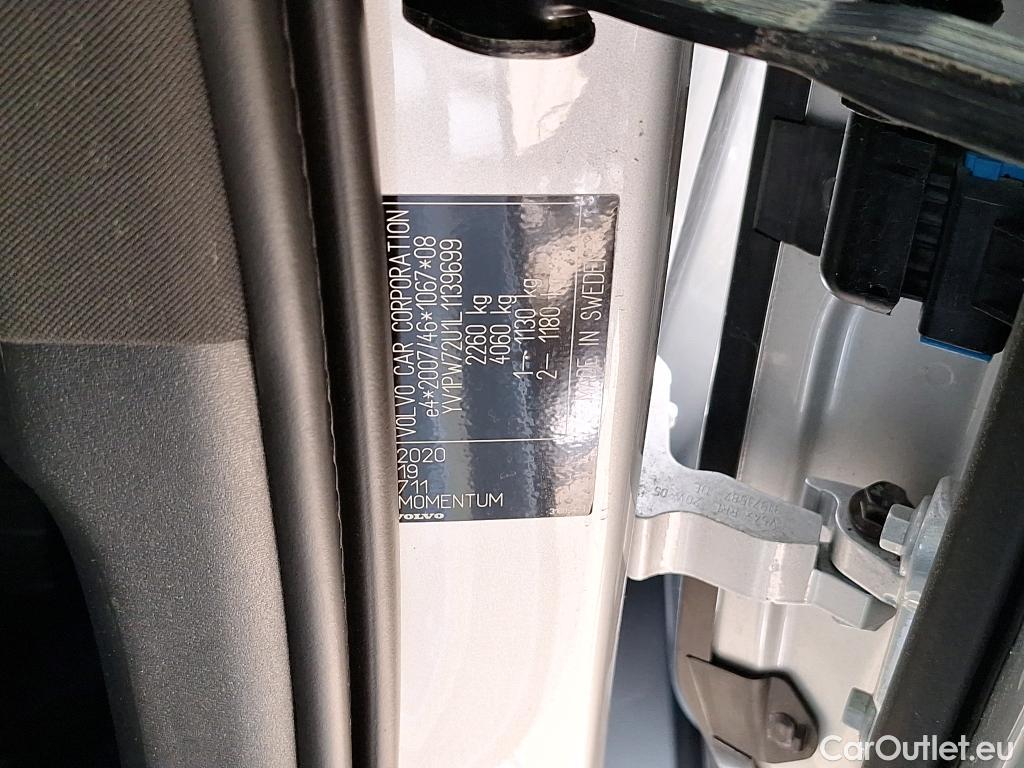 VOLVO CAR CORPORATION
e4*2007/46*1067*08
YV1PW72U1L1139699
2260 kg
4060 kg
1 – 1130 kg
2 – 1180
MADE IN SWEDEN
2020
19
711
MOMENTUM
VOLVO
CarOutlet.eu